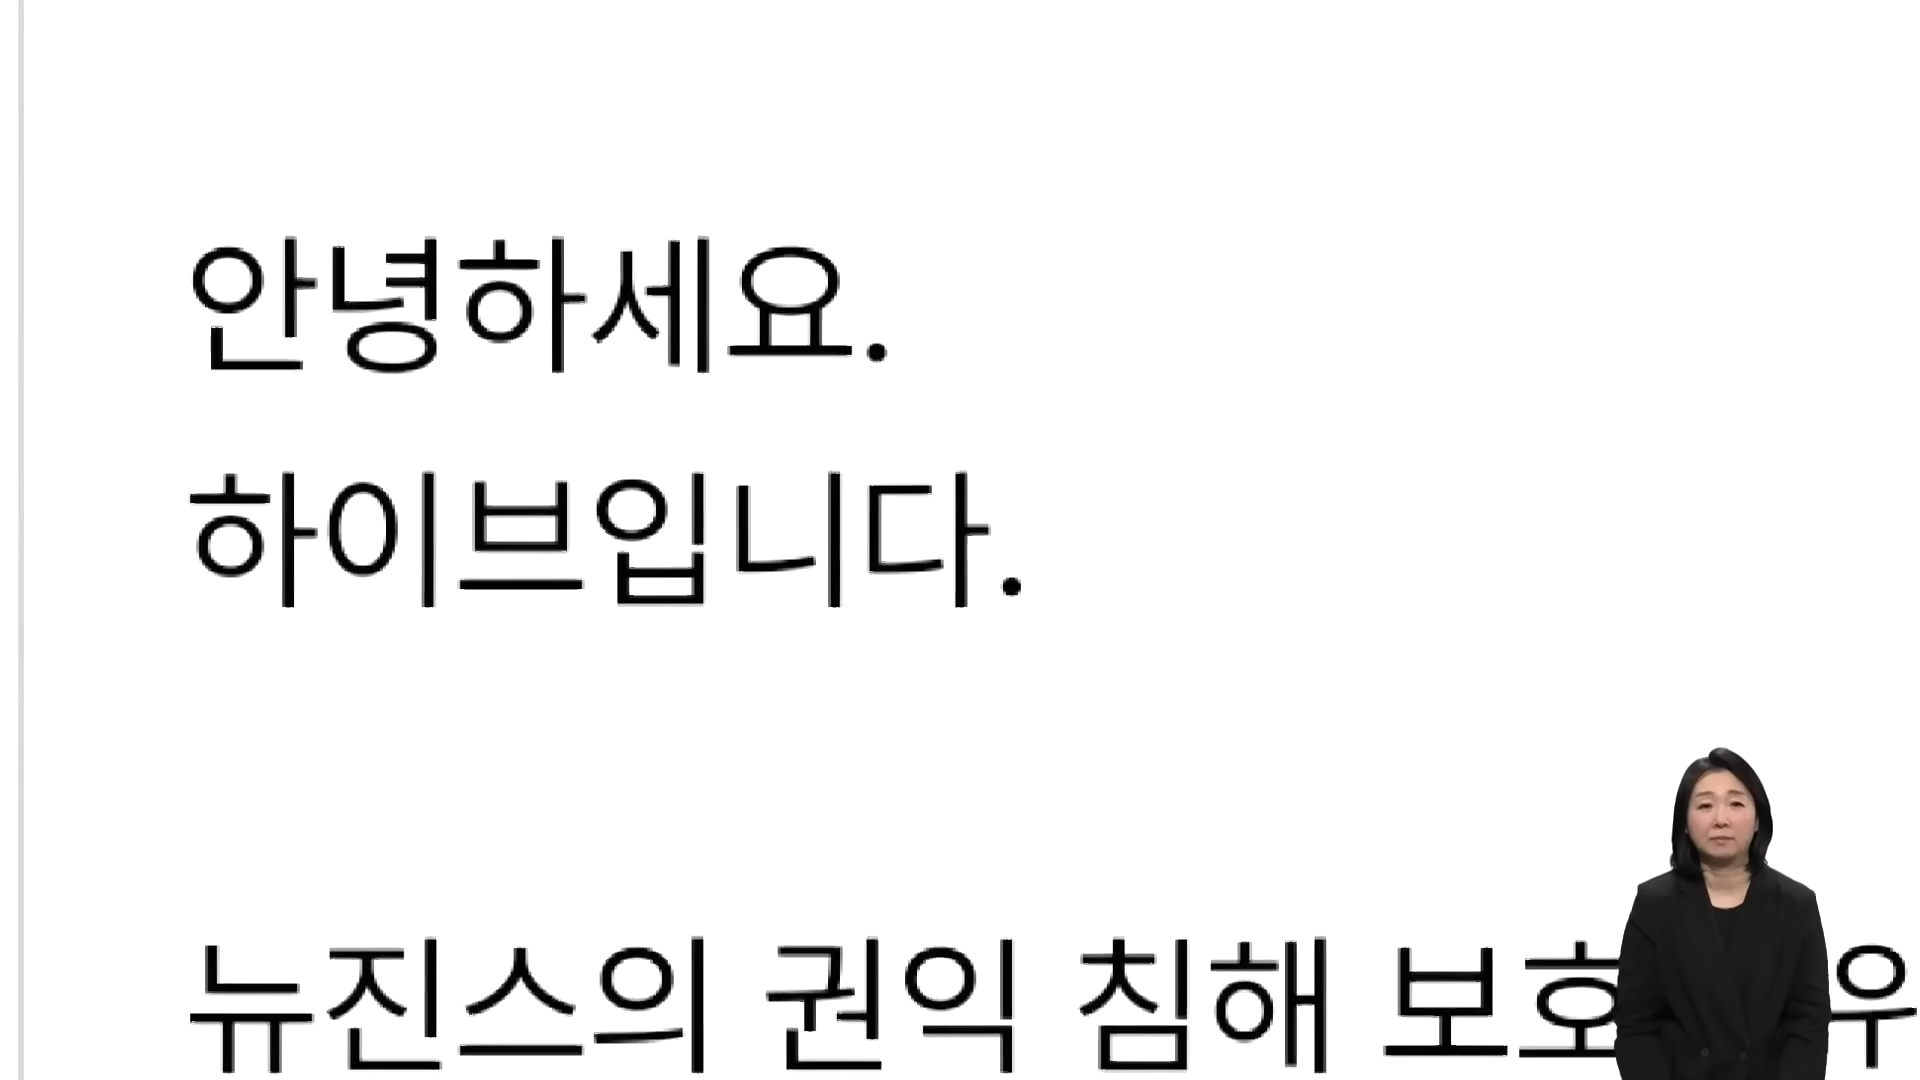 안녕하세요.
하이브입니다.
뉴진스의 권익 침해 보호